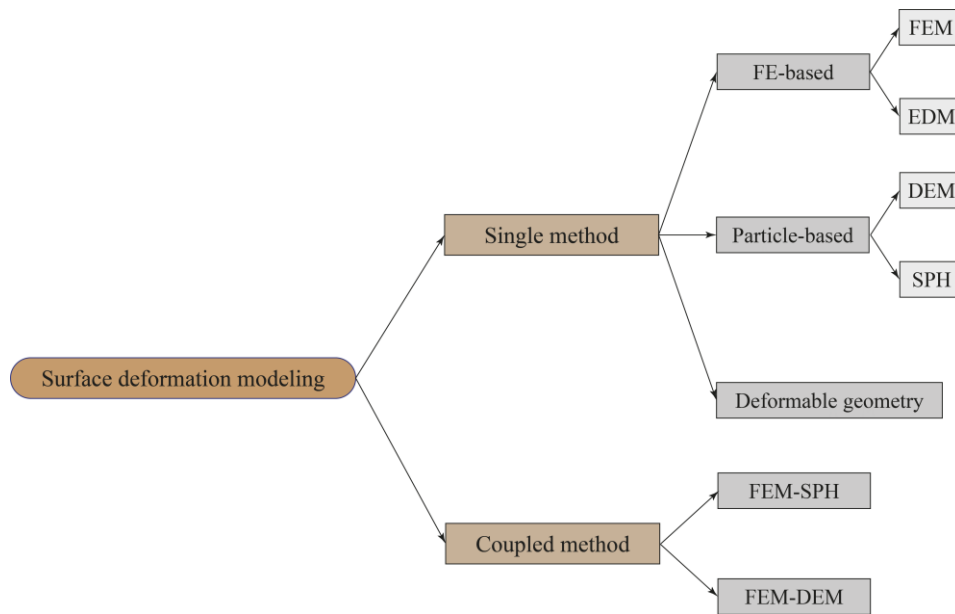 Surface deformation modeling
Single method
FE-based
FEM
EDM
Particle-based
DEM
SPH
Deformable geometry
Coupled method
FEM-SPH
FEM-DEM